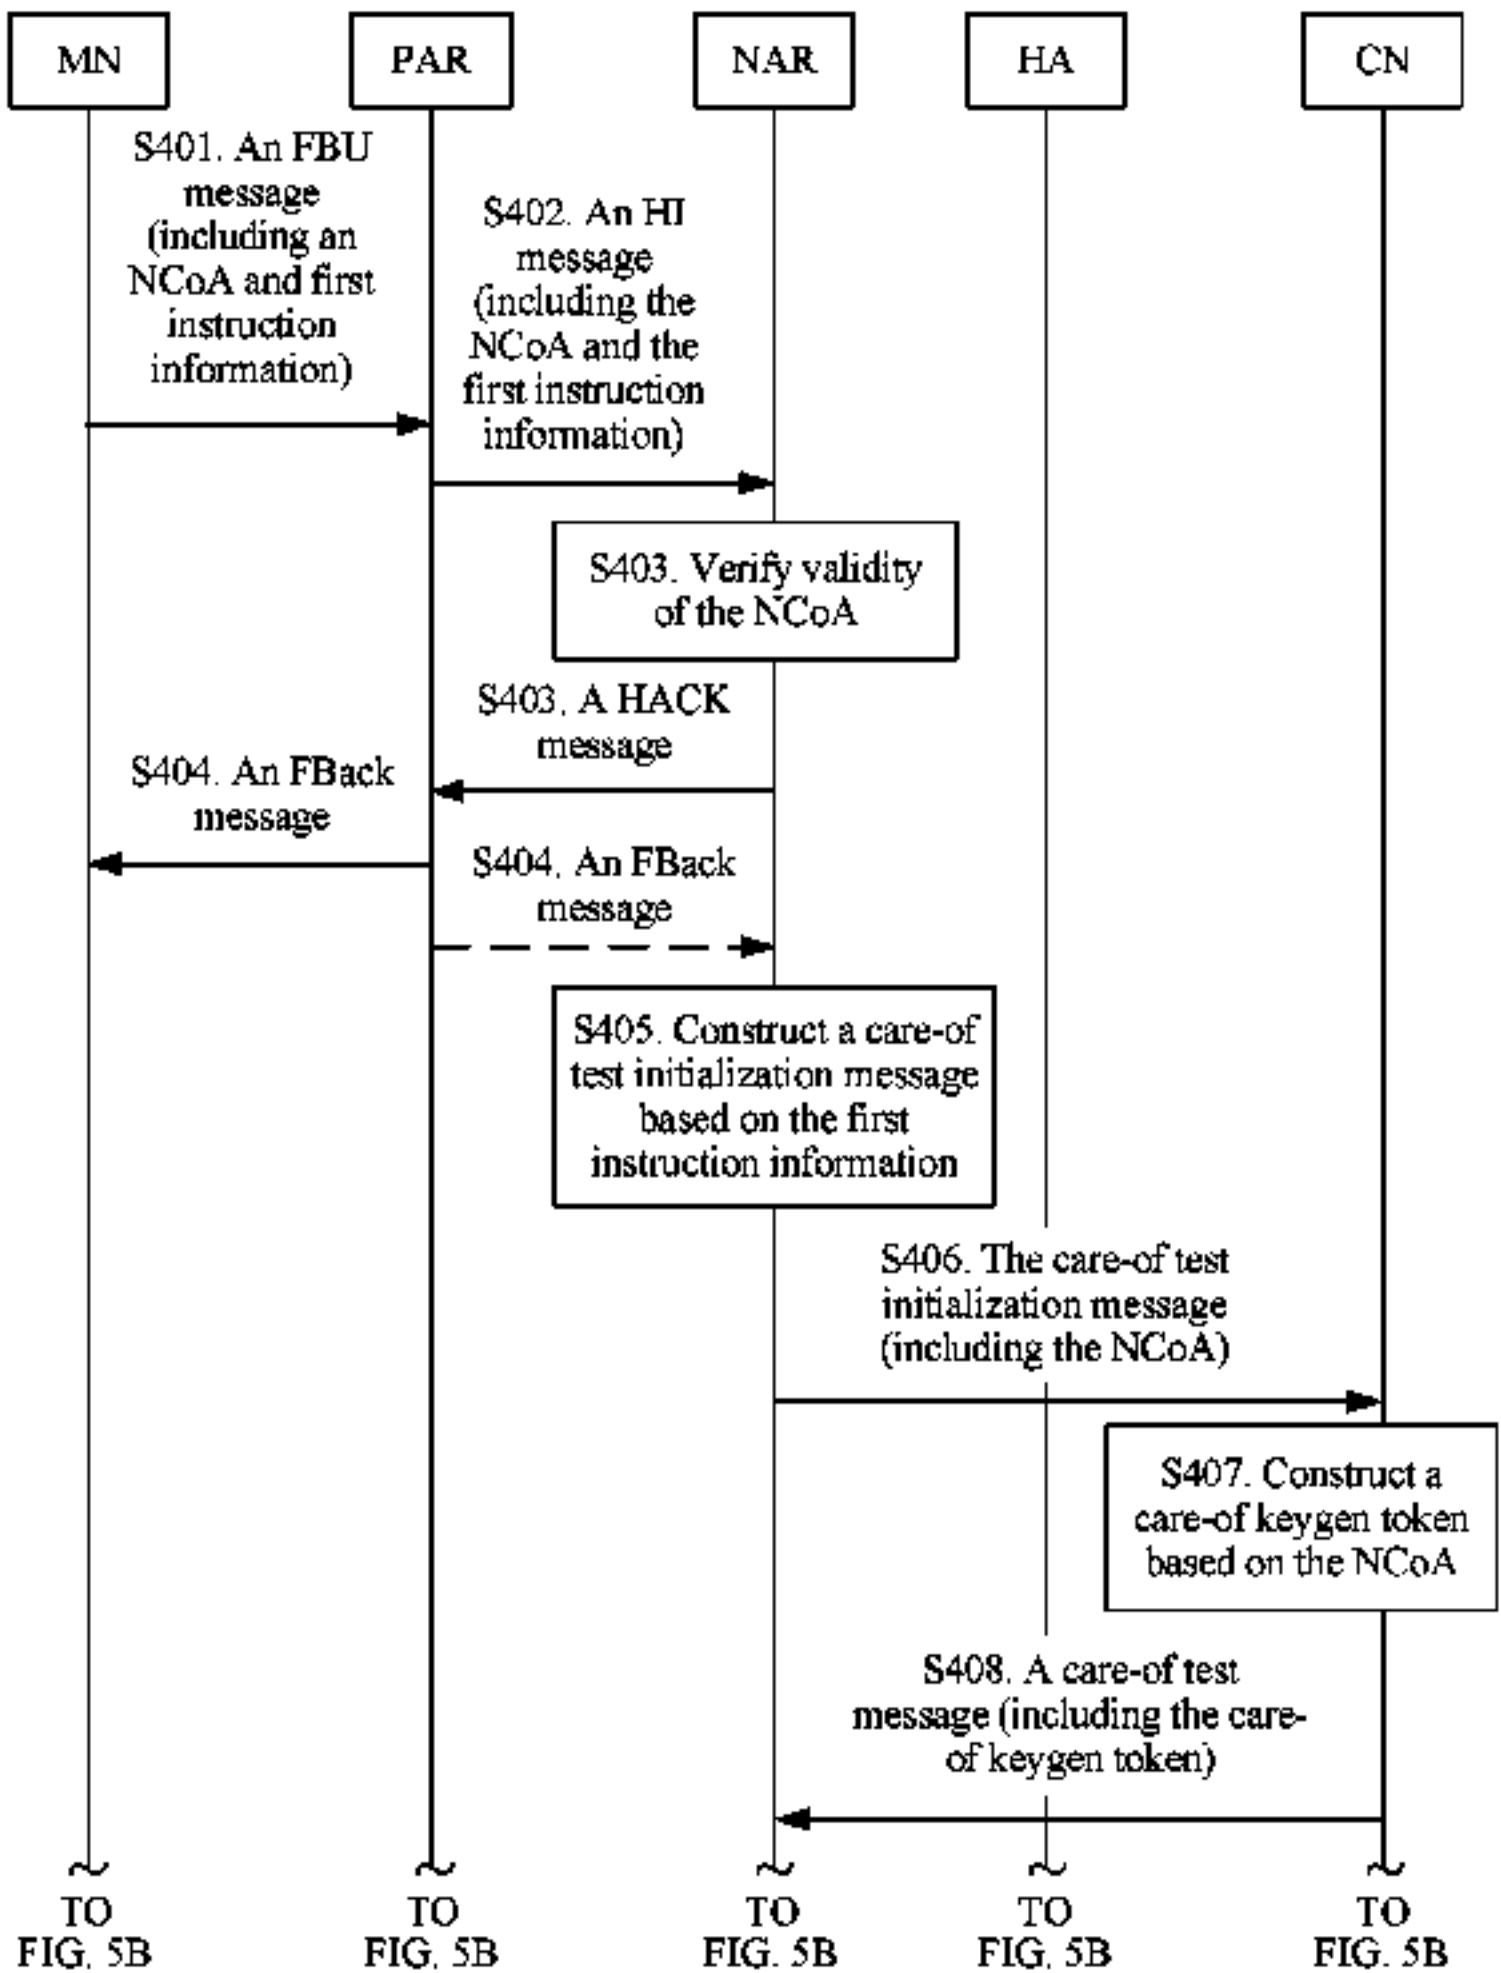 MN
PAR
NAR
HA
CN
S401. An FBU
message
(including an
NCoA and first
instruction
information)
S402. An HI
message
(including the
NCoA and the
first instruction
information)
S403. Verify validity
of the NCoA
S403. A HACK
message
S404. An FBack
message
S404. An FBack
message
S405. Construct a care-of
test initialization message
based on the first
instruction information
S406. The care-of test
initialization message
(including the NCoA)
S407. Construct a
care-of keygen token
based on the NCoA
S408. A care-of test
message (including the care-
of keygen token)
TO
FIG. 5B
TO
FIG. 5B
TO
FIG. 5B
TO
FIG. 5B
TO
FIG. 5B